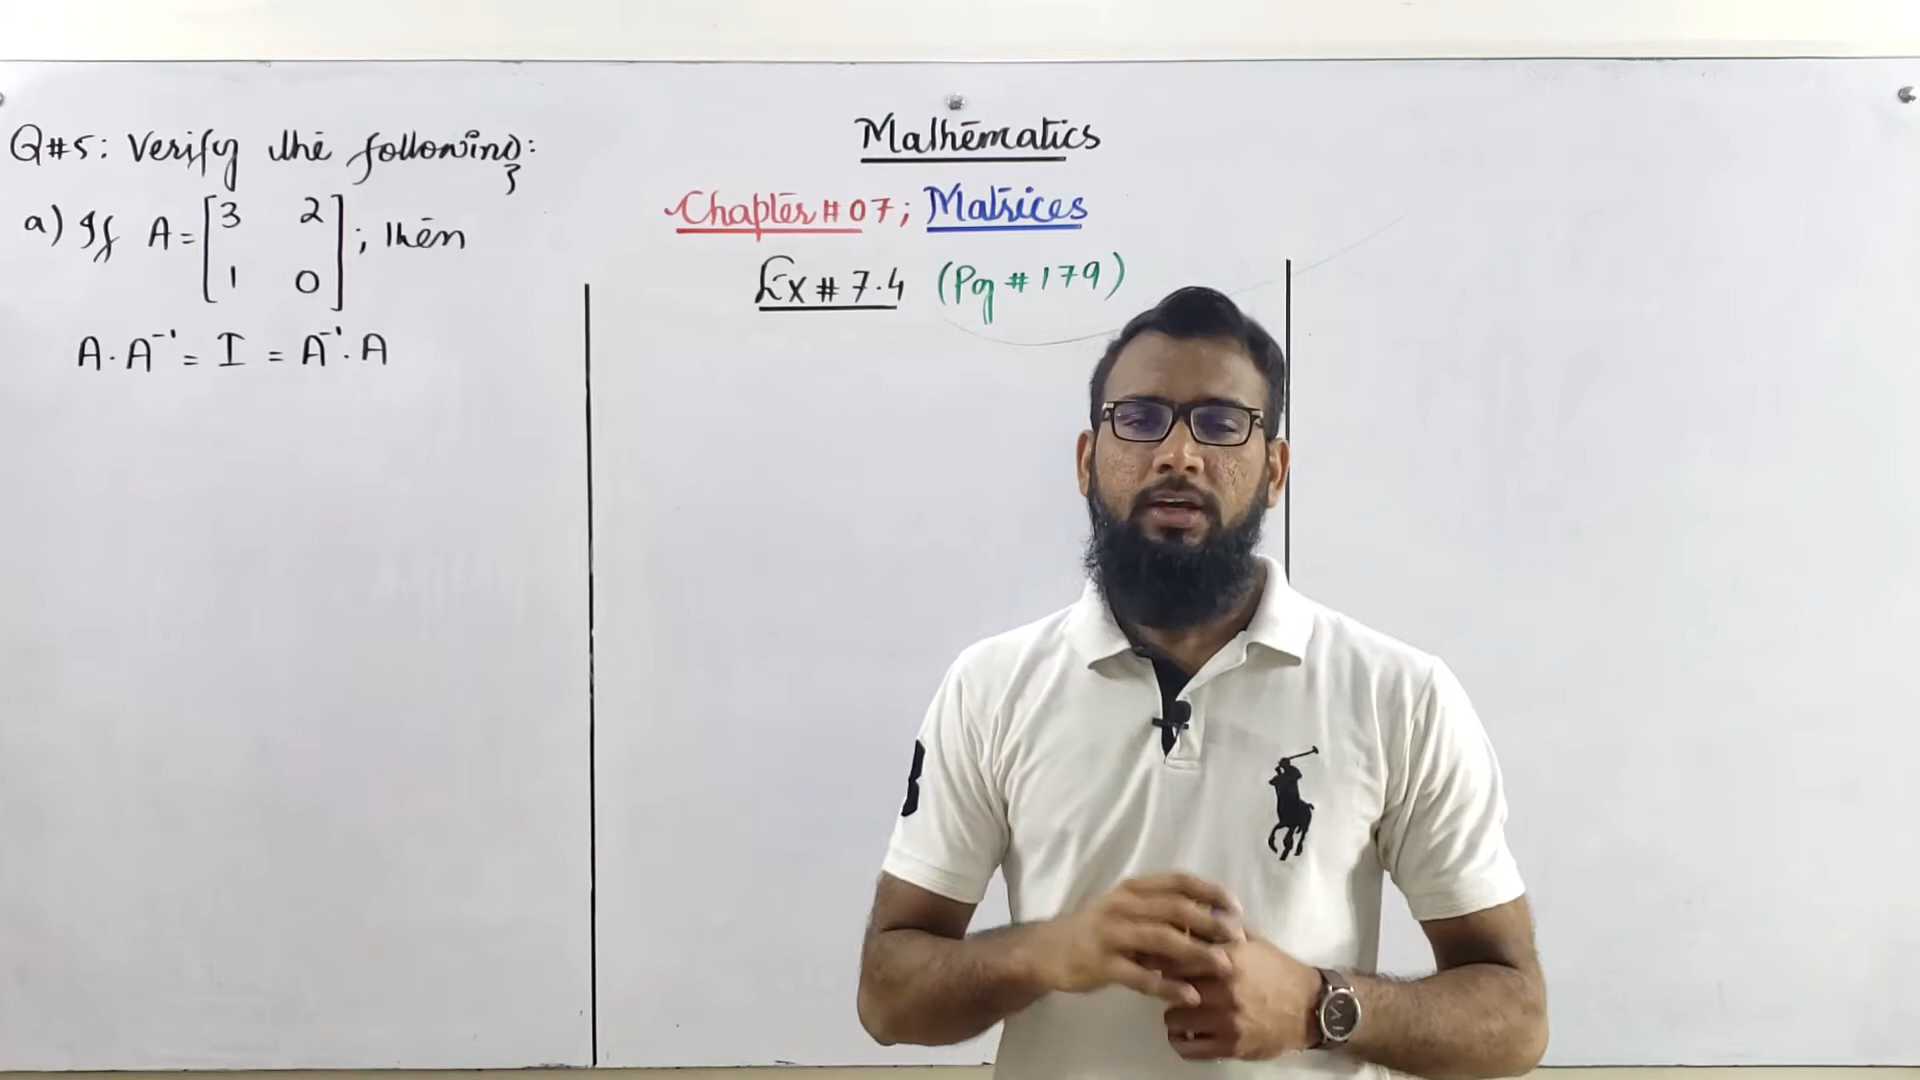 Q#5: Verify the following:
a) If A = [3 2
1 0]; then
A . A⁻¹ = I = A⁻¹ . A
Mathematics
Chapter # 07; Matrices
Ex # 7.4 (Pg # 179)
3